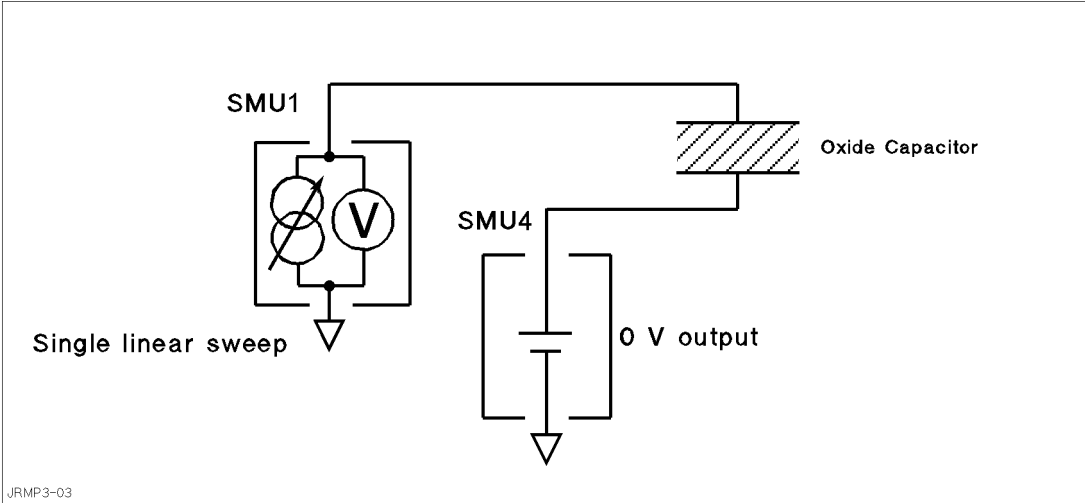 SMU1
Oxide Capacitor
V
SMU4
Single linear sweep
0 V output
JRMP3-03